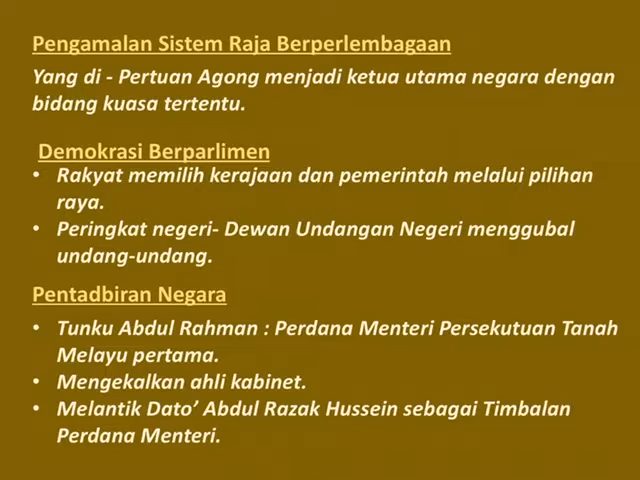 Pengamalan Sistem Raja Berperlembagaan
Yang di - Pertuan Agong menjadi ketua utama negara dengan
bidang kuasa tertentu.
Demokrasi Berparlimen
• Rakyat memilih kerajaan dan pemerintah melalui pilihan
raya.
• Peringkat negeri- Dewan Undangan Negeri menggubal
undang-undang.
Pentadbiran Negara
• Tunku Abdul Rahman : Perdana Menteri Persekutuan Tanah
Melayu pertama.
• Mengekalkan ahli kabinet.
• Melantik Dato’ Abdul Razak Hussein sebagai Timbalan
Perdana Menteri.